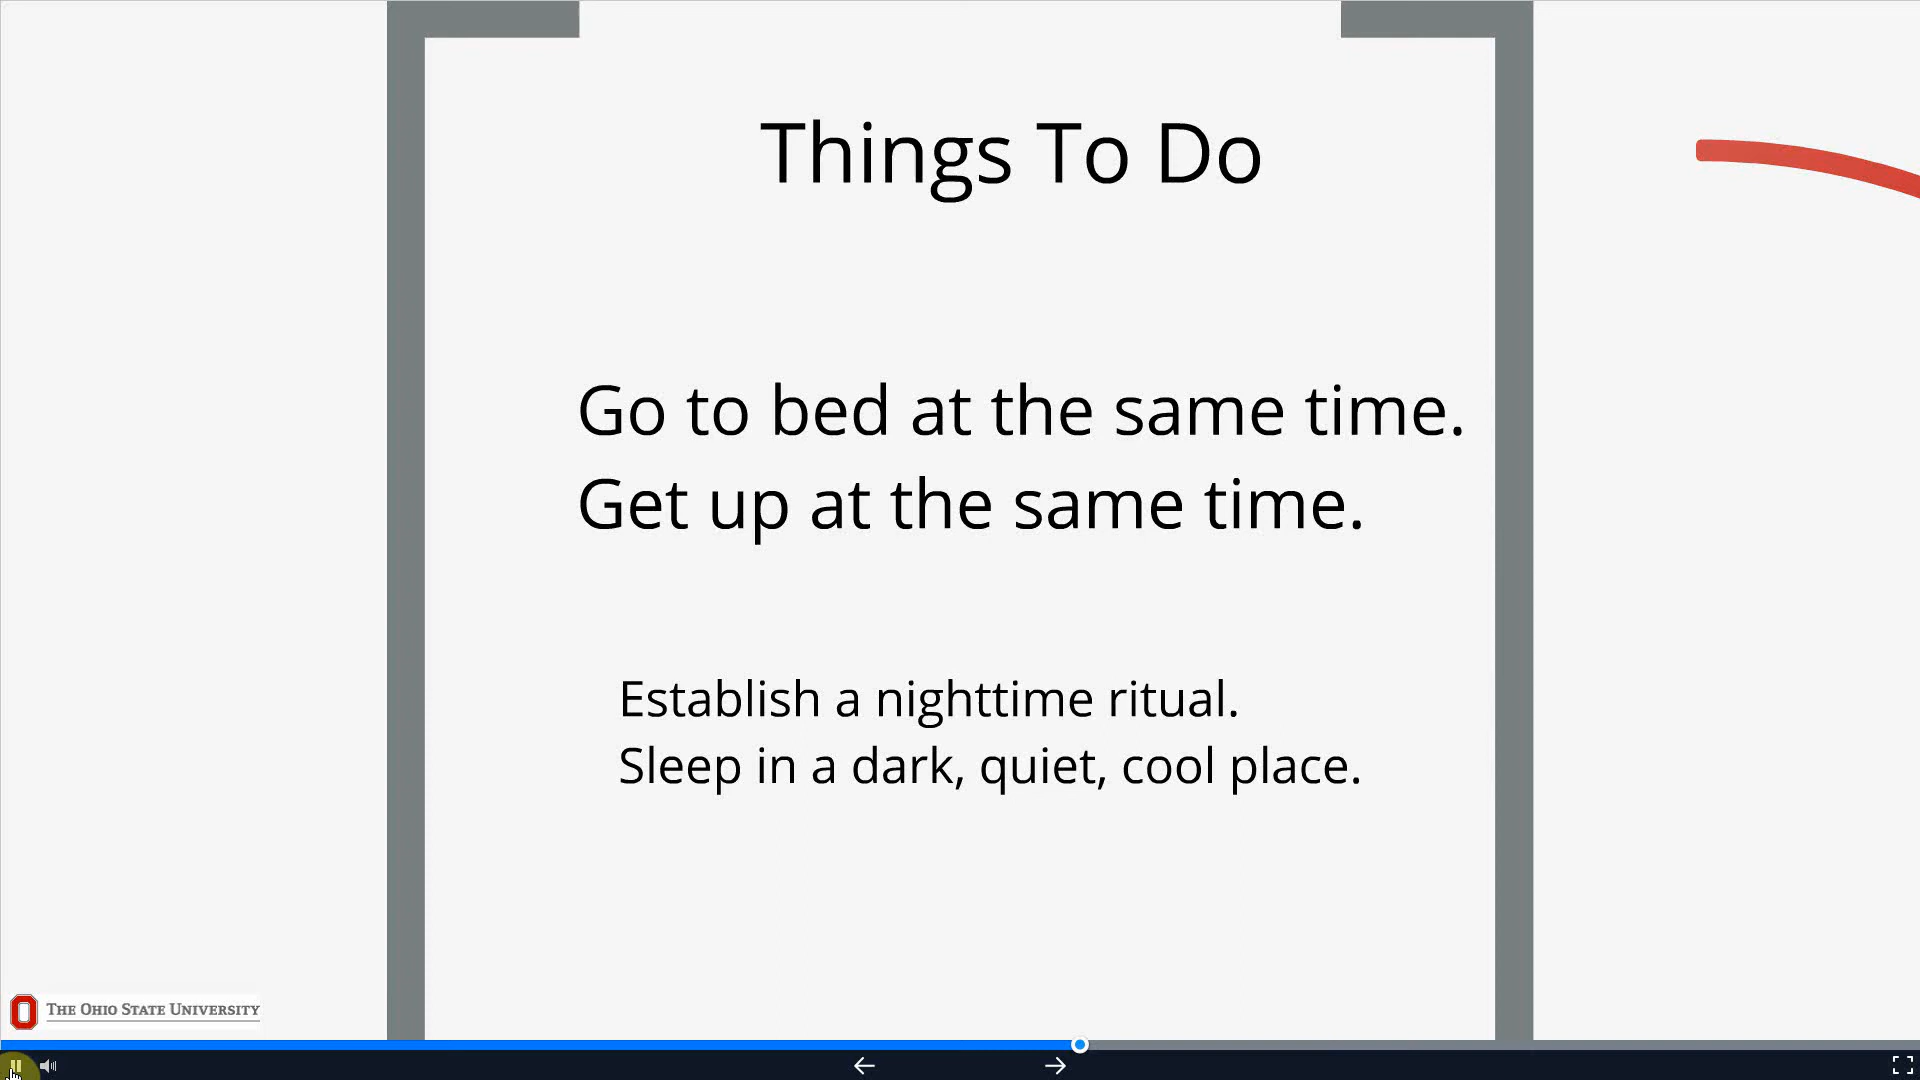 Things To Do
Go to bed at the same time.
Get up at the same time.
Establish a nighttime ritual.
Sleep in a dark, quiet, cool place.
The Ohio State University